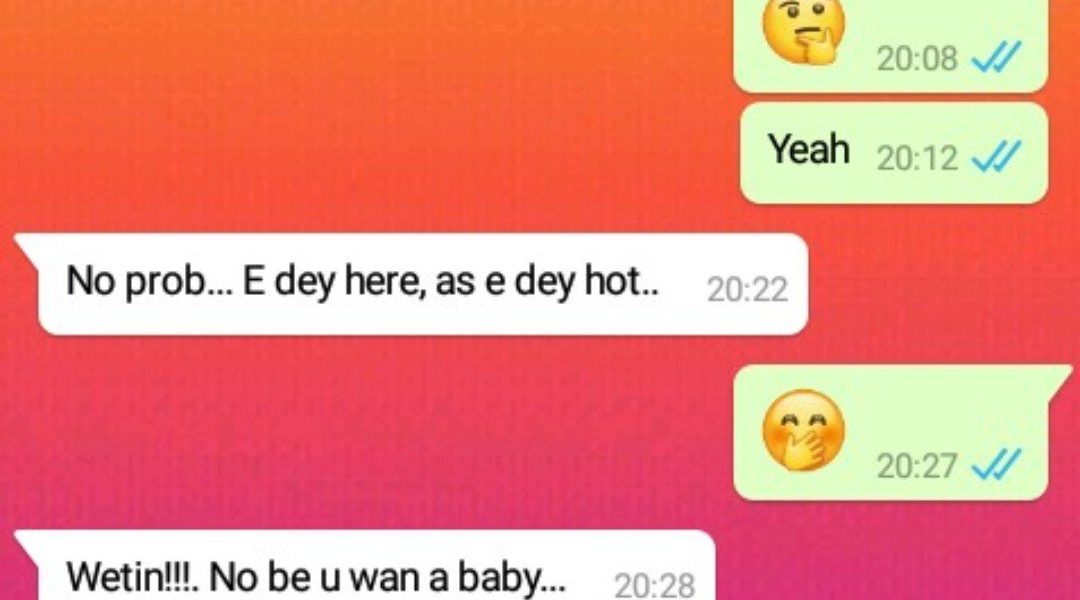 🤔 20:08
Yeah 20:12
No prob... E dey here, as e dey hot.. 20:22
🤭 20:27
Wetin!!!. No be u wan a baby... 20:28